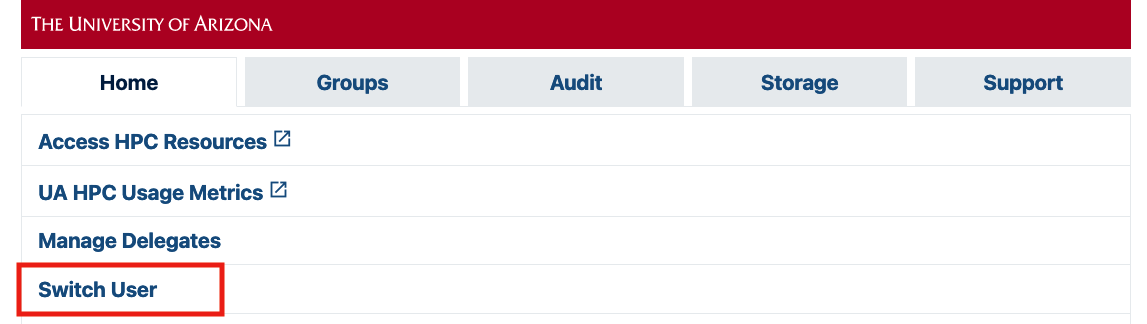 THE UNIVERSITY OF ARIZONA
Home Groups Audit Storage Support
Access HPC Resources
UA HPC Usage Metrics
Manage Delegates
Switch User